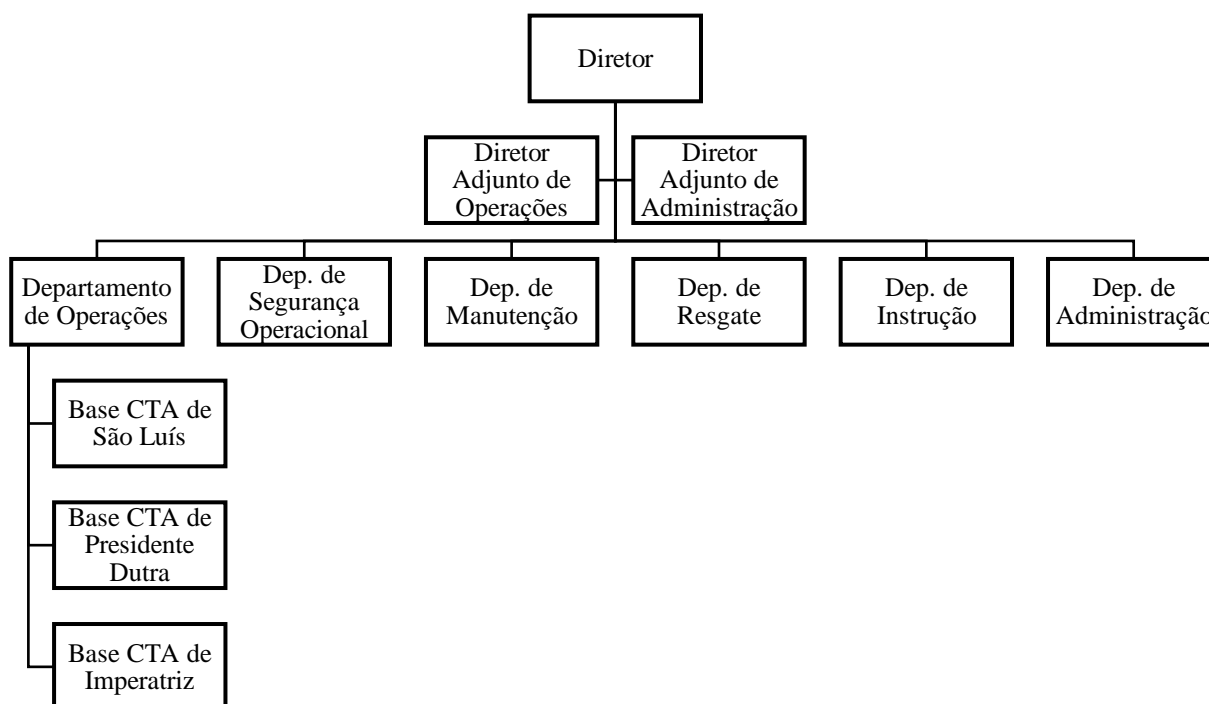 Diretor
Diretor
Adjunto de
Operações
Diretor
Adjunto de
Administração
Departamento
de Operações
Dep. de
Segurança
Operacional
Dep. de
Manutenção
Dep. de
Resgate
Dep. de
Instrução
Dep. de
Administração
Base CTA de
São Luís
Base CTA de
Presidente
Dutra
Base CTA de
Imperatriz